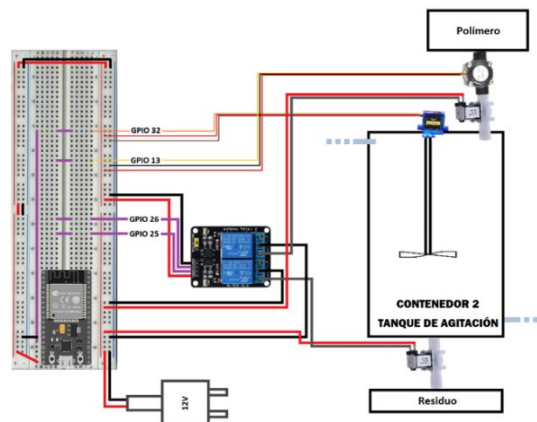 Polímero
GPIO 32
GPIO 13
GPIO 26
GPIO 25
CONTENEDOR 2
TANQUE DE AGITACIÓN
12V
Residuo